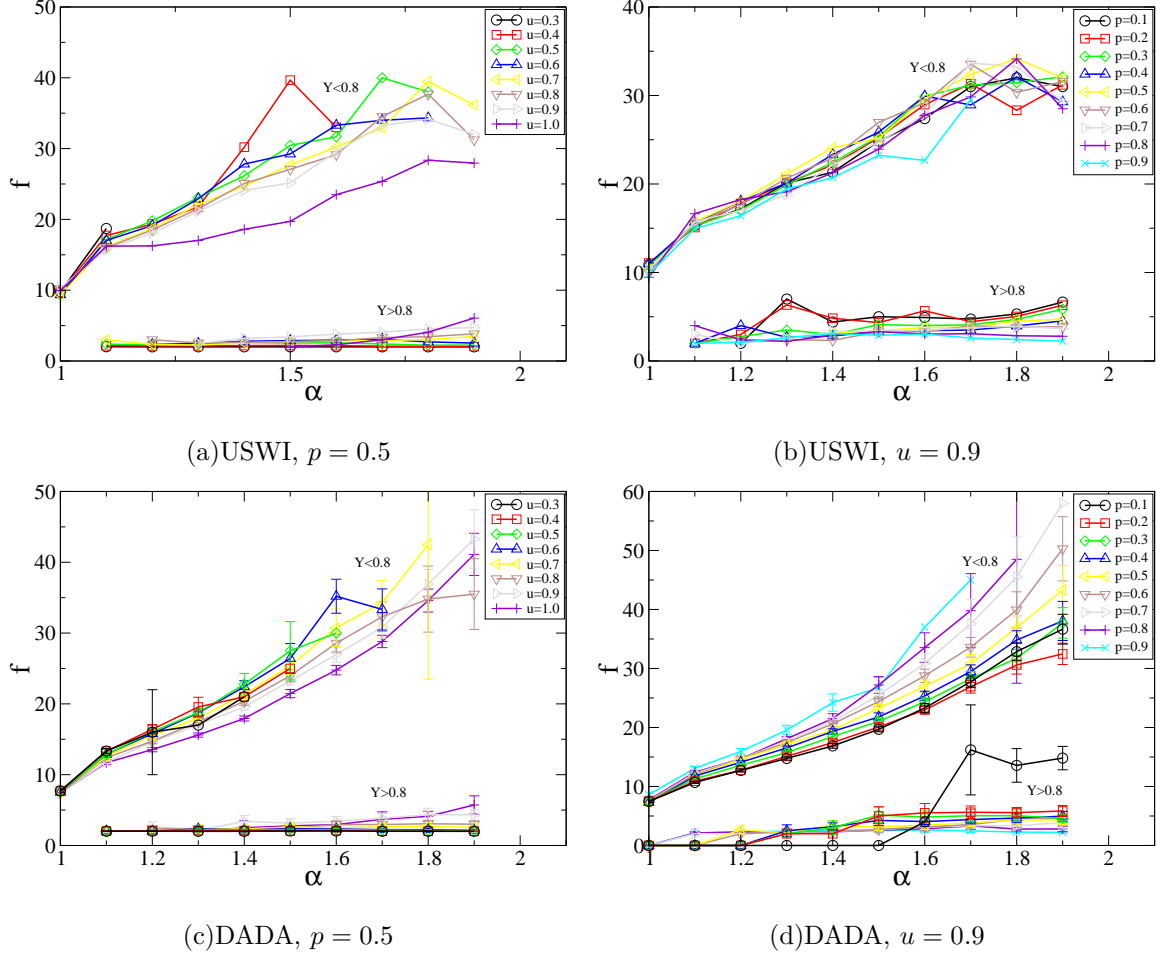 50
40
30
20
10
0
f
1
1.5
2
α
Y<0.8
Y>0.8
u=0.3
u=0.4
u=0.5
u=0.6
u=0.7
u=0.8
u=0.9
u=1.0
(a)USWI, p = 0.5
40
30
20
10
0
f
1
1.2
1.4
1.6
1.8
2
α
Y<0.8
Y>0.8
p=0.1
p=0.2
p=0.3
p=0.4
p=0.5
p=0.6
p=0.7
p=0.8
p=0.9
(b)USWI, u = 0.9
50
40
30
20
10
0
f
1
1.2
1.4
1.6
1.8
2
α
Y<0.8
Y>0.8
u=0.3
u=0.4
u=0.5
u=0.6
u=0.7
u=0.8
u=0.9
u=1.0
(c)DADA, p = 0.5
60
50
40
30
20
10
0
f
1
1.2
1.4
1.6
1.8
2
α
Y<0.8
Y>0.8
p=0.1
p=0.2
p=0.3
p=0.4
p=0.5
p=0.6
p=0.7
p=0.8
p=0.9
(d)DADA, u = 0.9